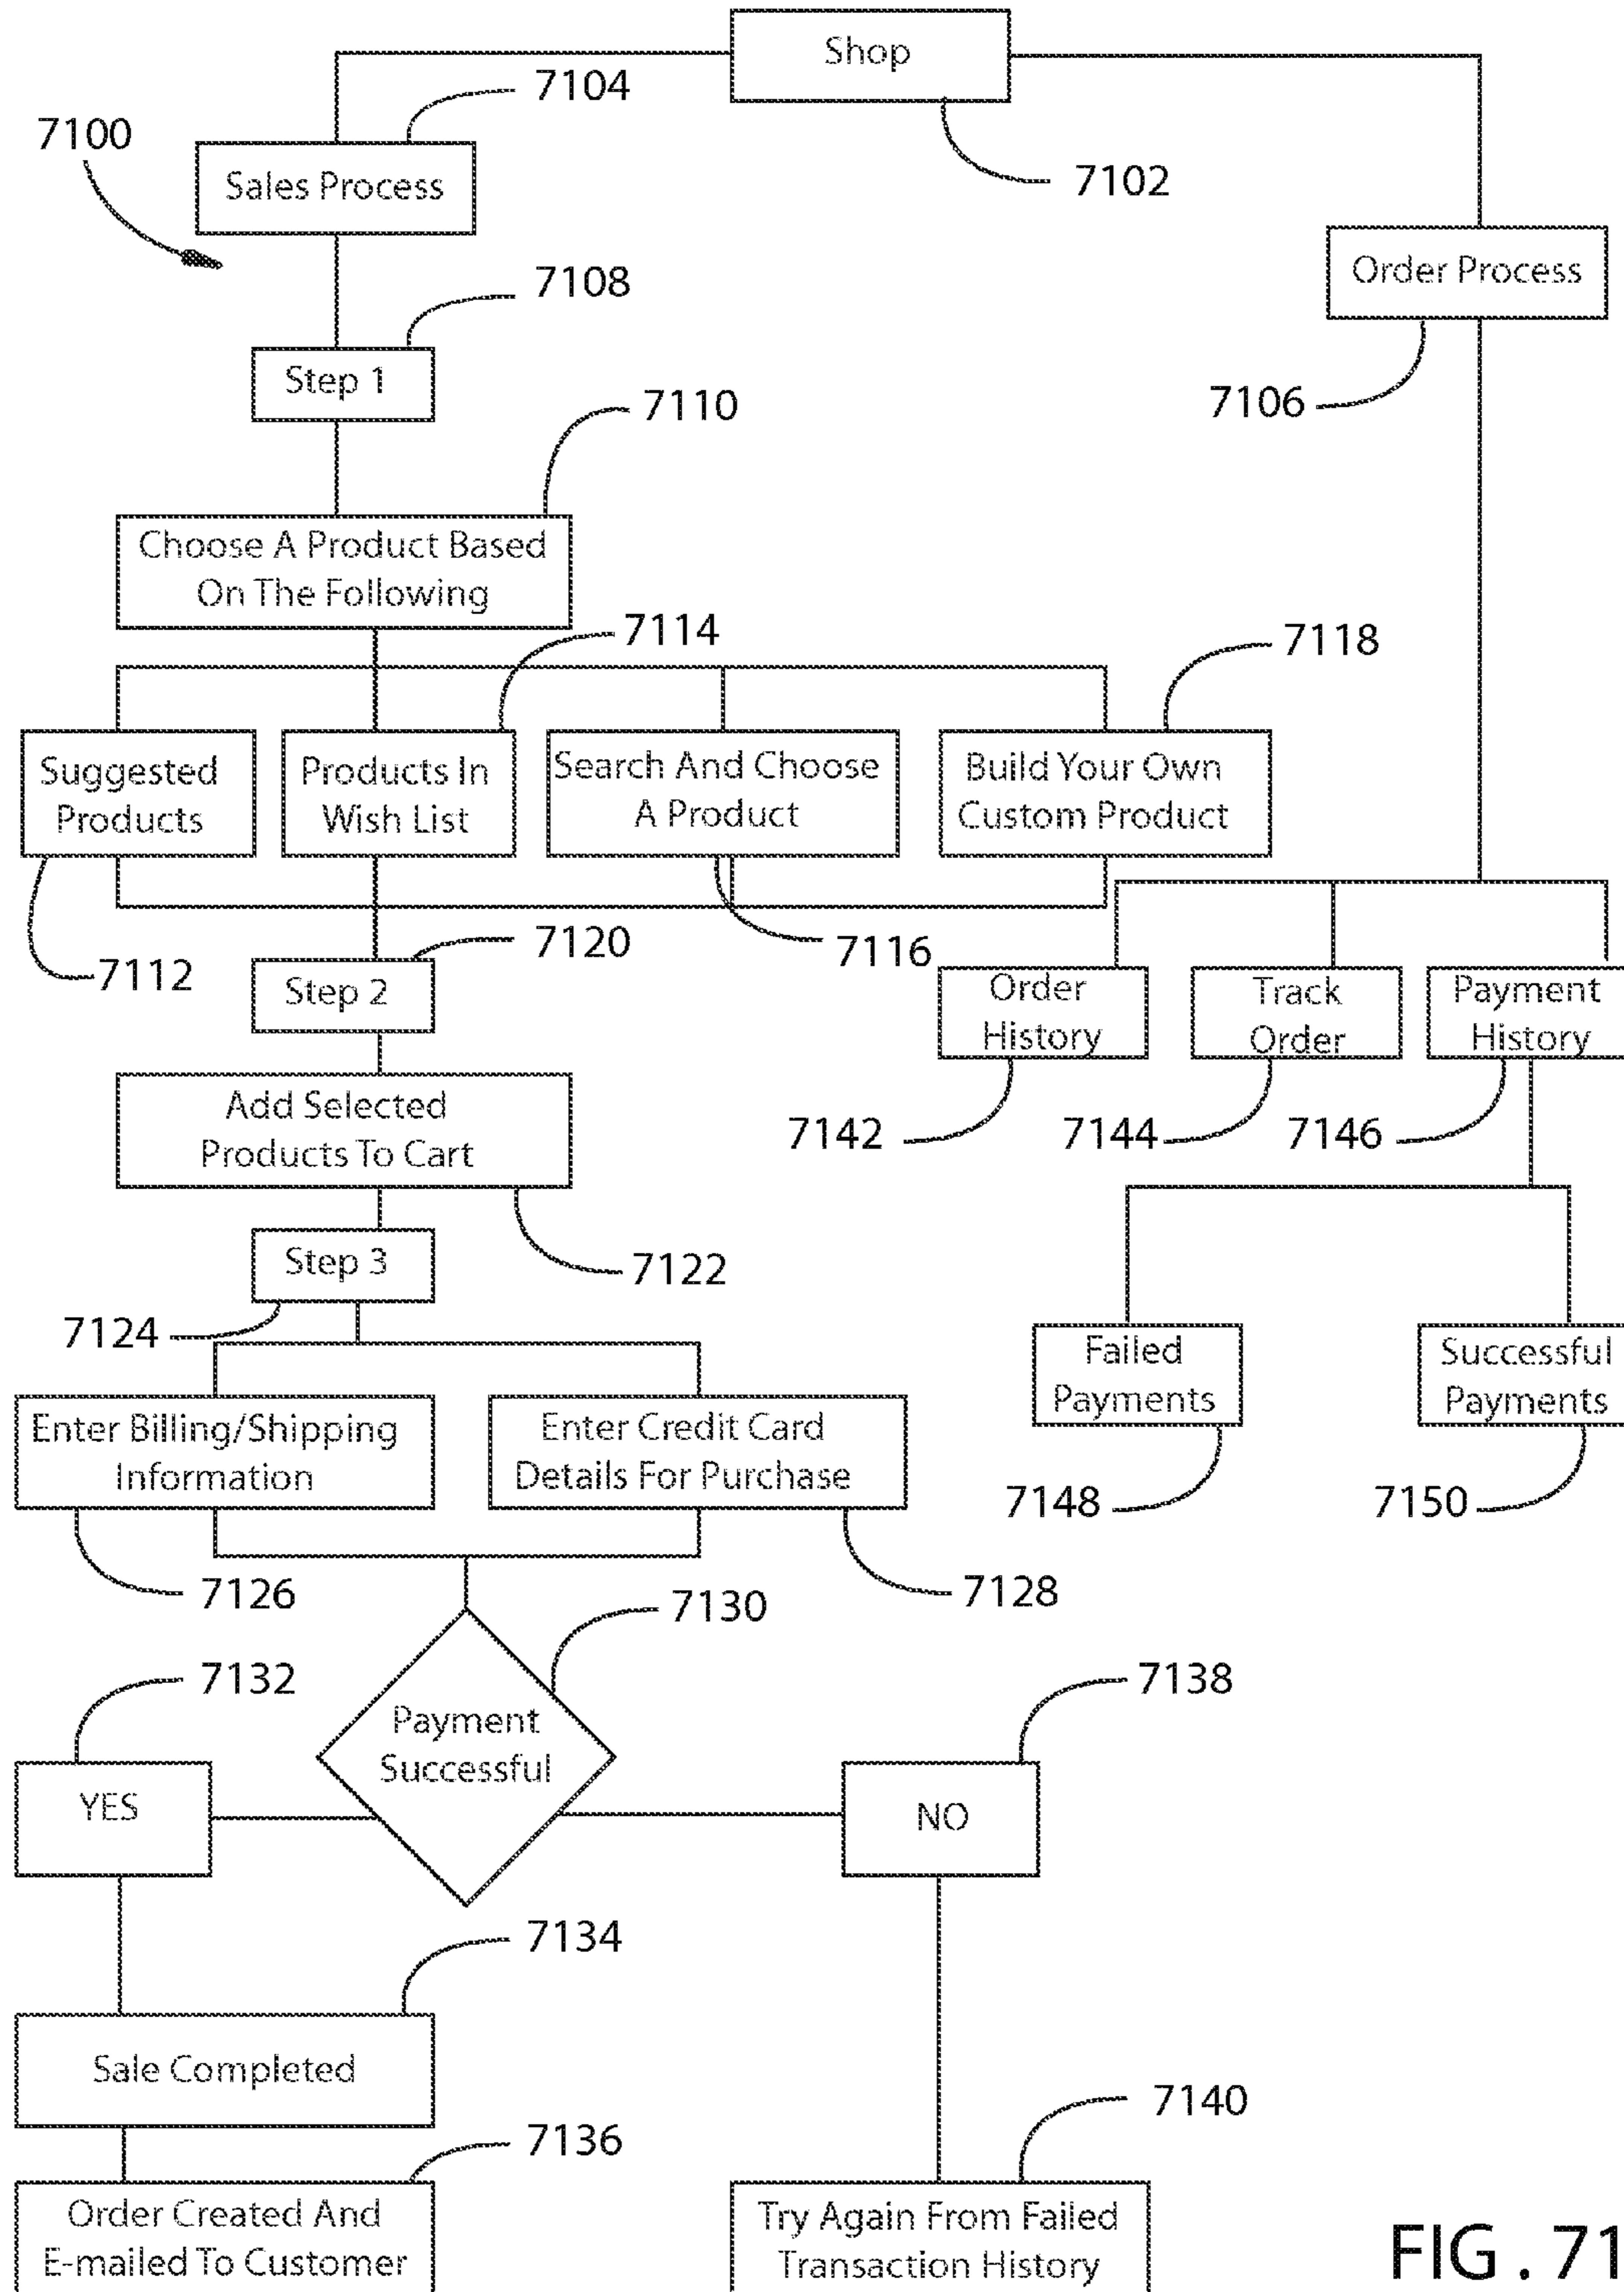 Shop
7104
7100
7102
Sales Process
Order Process
7108
Step 1
7106
7110
Choose A Product Based
On The Following
7114
7118
Suggested
Products
Products In
Wish List
Search And Choose
A Product
Build Your Own
Custom Product
7112
7120
7116
Step 2
Order
History
Track
Order
Payment
History
Add Selected
Products To Cart
7142
7144
7146
Step 3
7122
7124
Failed
Payments
Successful
Payments
Enter Billing/Shipping
Information
Enter Credit Card
Details For Purchase
7148
7150
7126
7128
7130
7132
7138
Payment
Successful
YES
NO
7134
Sale Completed
7136
7140
Order Created And
E-mailed To Customer
Try Again From Failed
Transaction History
FIG. 71